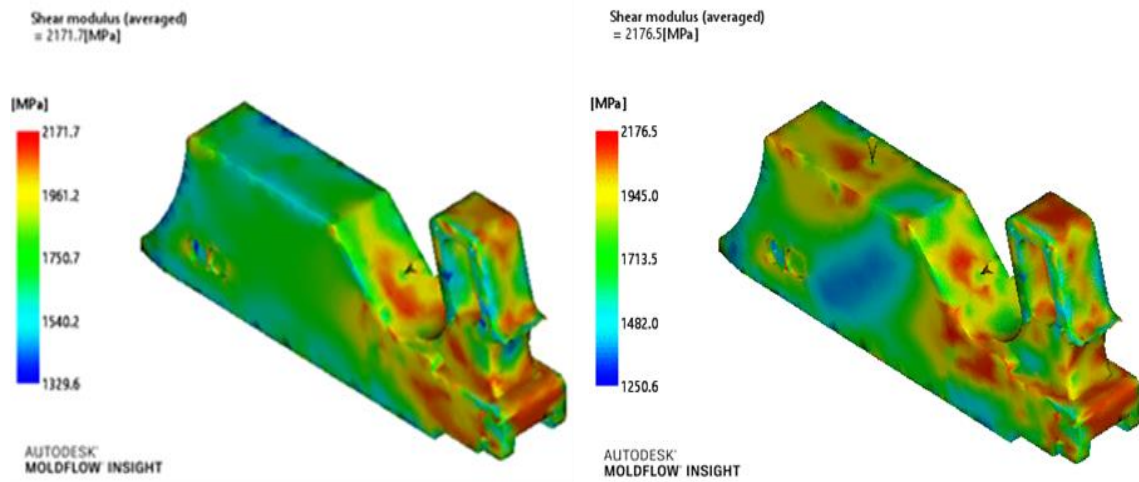 Shear modulus (averaged)
= 2171.7[MPa]
[MPa]
2171.7
1961.2
1750.7
1540.2
1329.6
AUTODESK'
MOLDFLOW' INSIGHT
Shear modulus (averaged)
= 2176.5[MPa]
[MPa]
2176.5
1945.0
1713.5
1482.0
1250.6
AUTODESK'
MOLDFLOW' INSIGHT